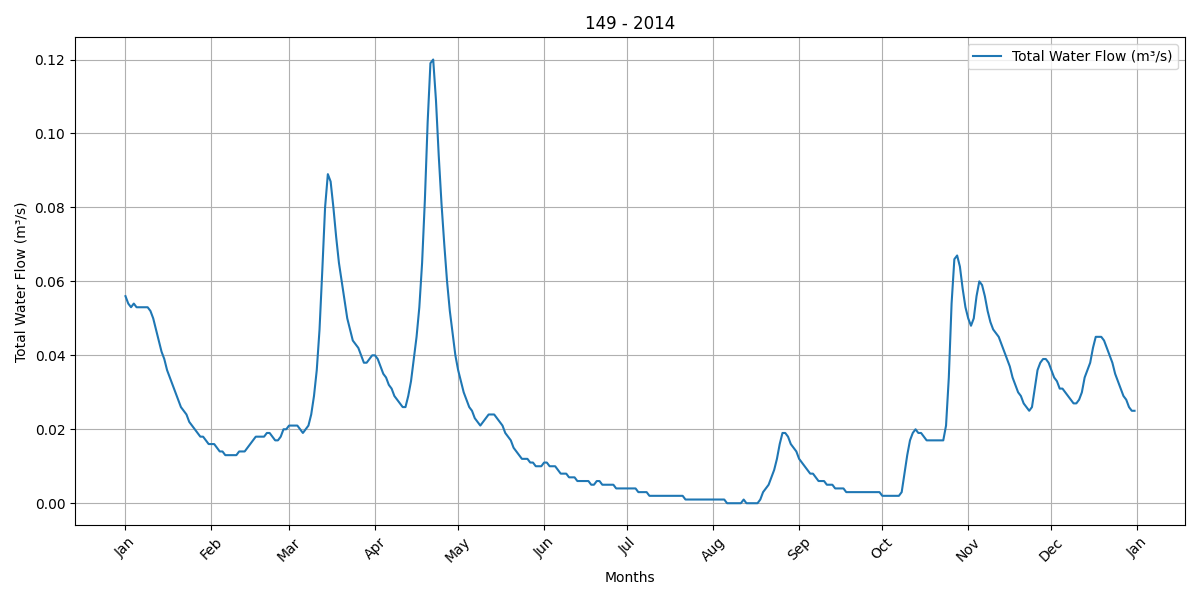 149 - 2014
Total Water Flow (m³/s)
Total Water Flow (m³/s)
0.12
0.10
0.08
0.06
0.04
0.02
0.00
Jan
Feb
Mar
Apr
May
Jun
Jul
Aug
Sep
Oct
Nov
Dec
Jan
Months